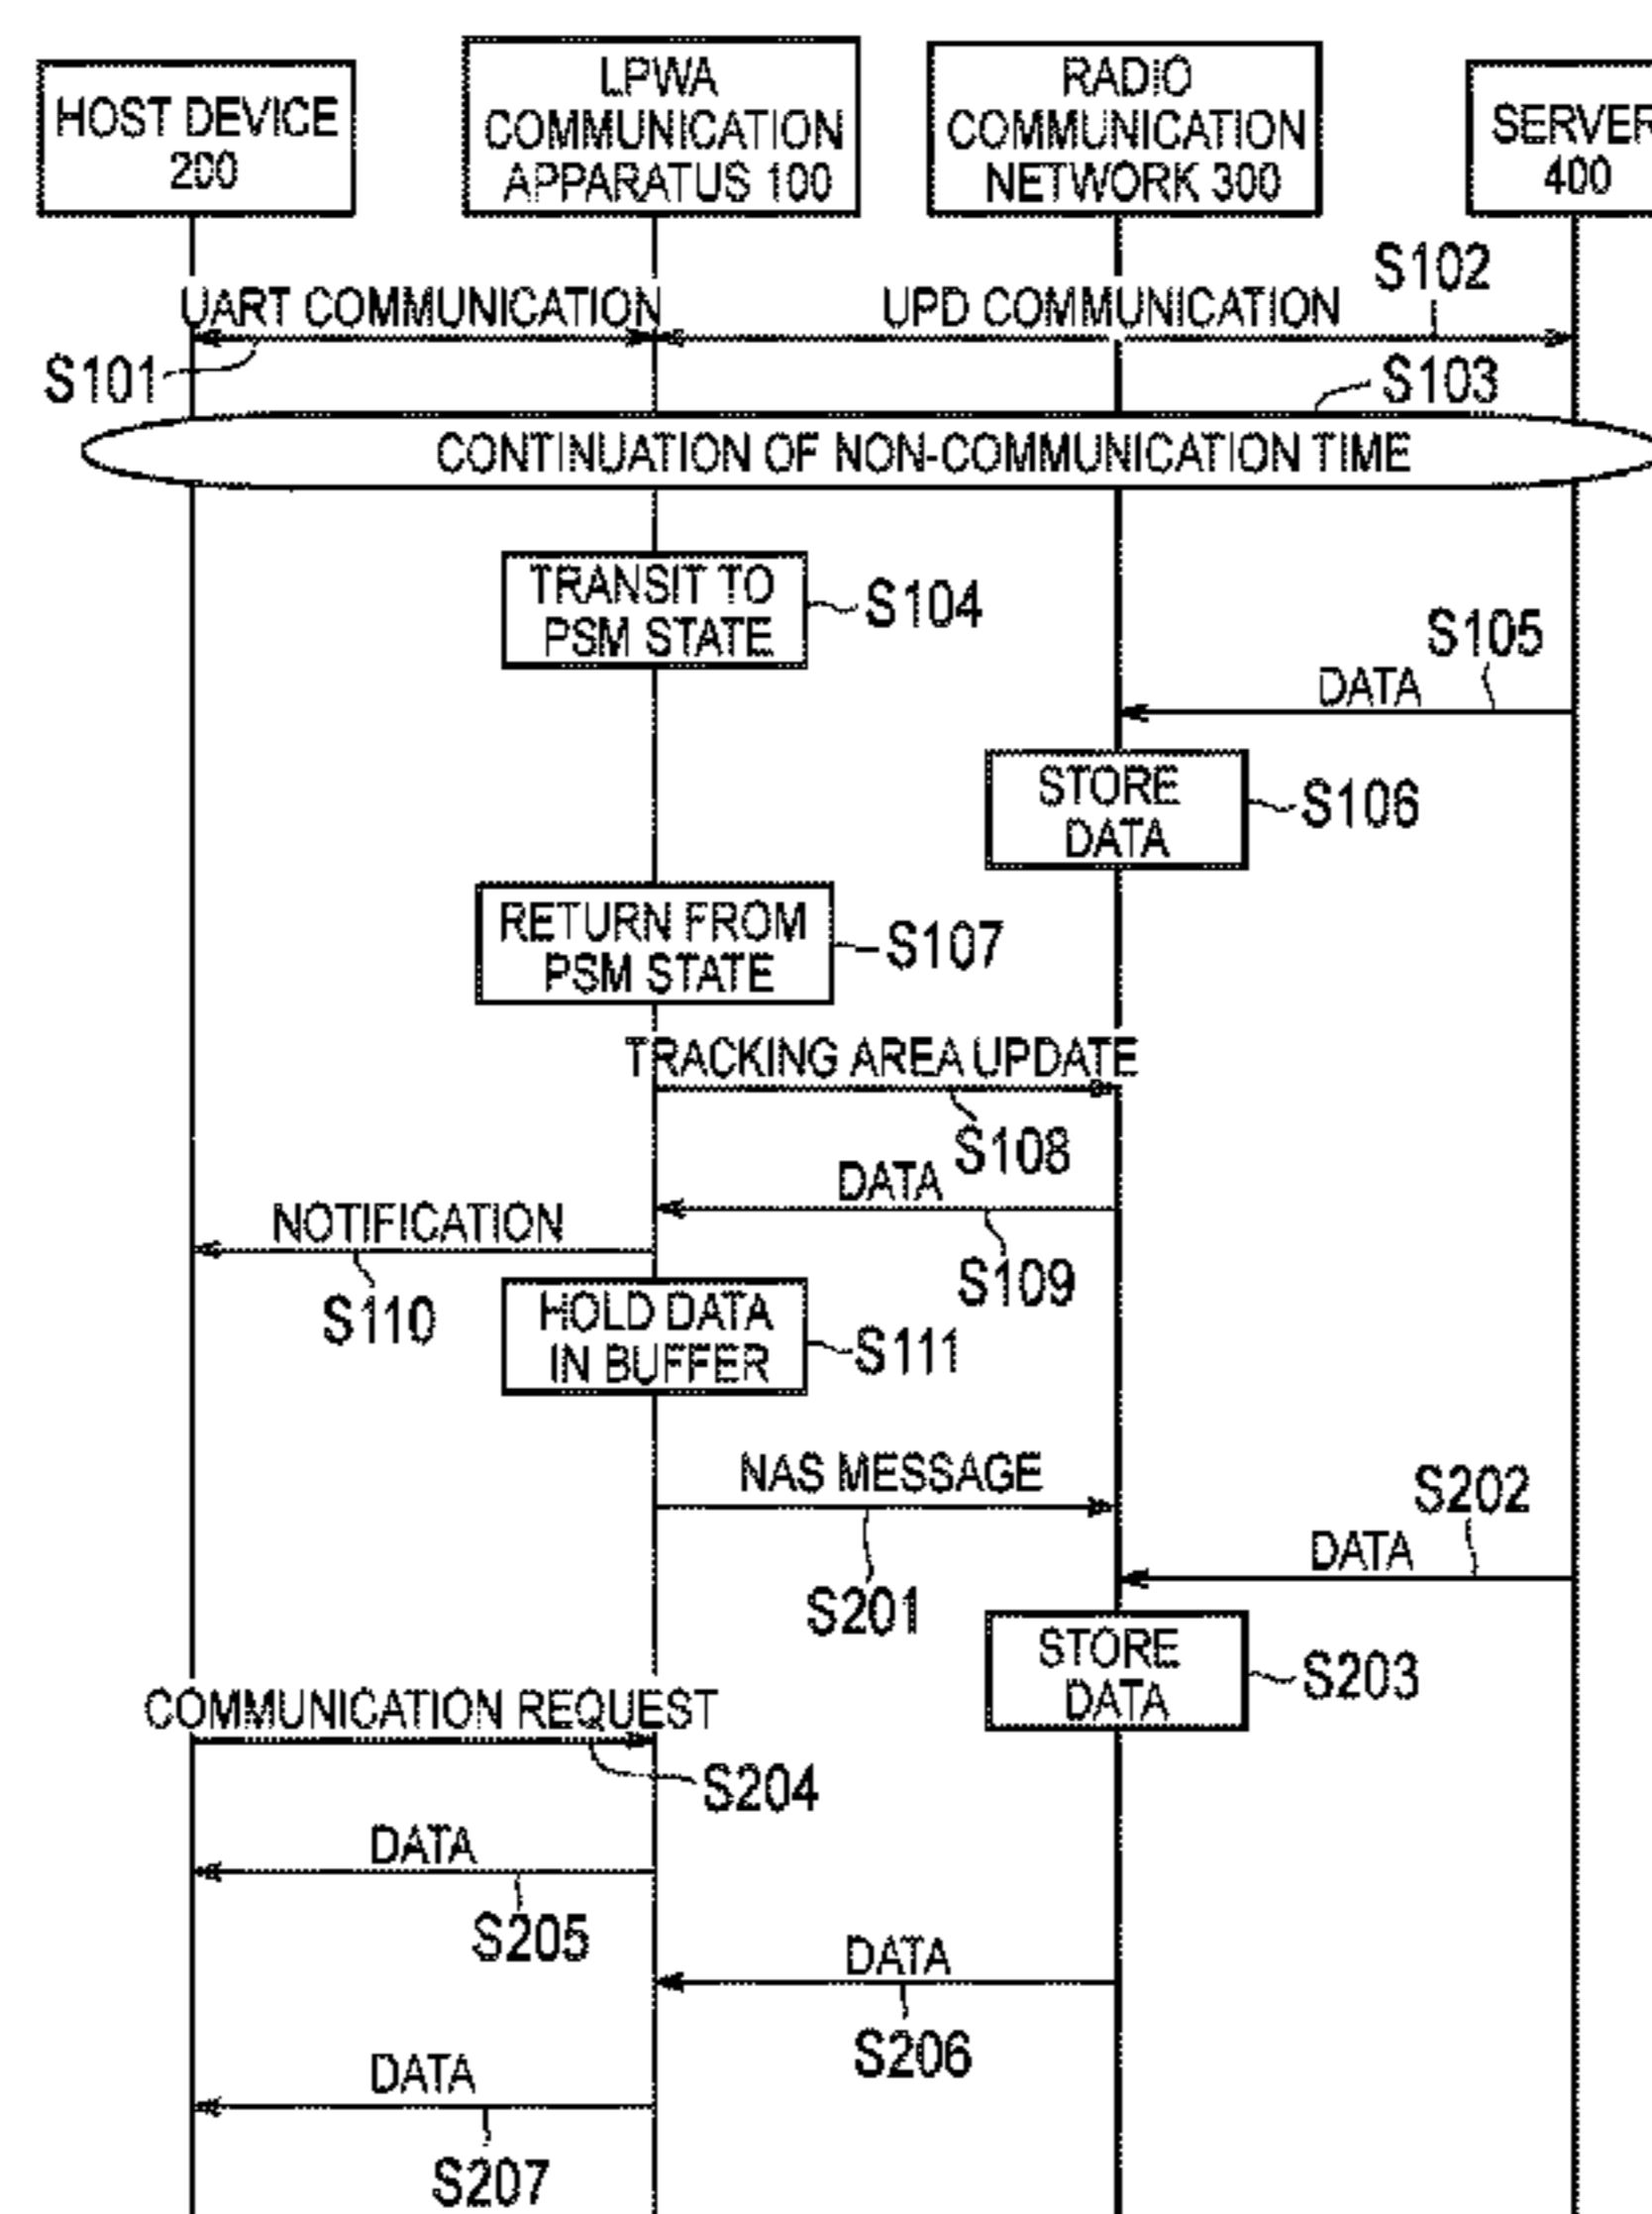 HOST DEVICE
200
LPWA
COMMUNICATION
APPARATUS 100
RADIO
COMMUNICATION
NETWORK 300
SERVER
400
S102
UART COMMUNICATION
UPD COMMUNICATION
S101
S103
CONTINUATION OF NON-COMMUNICATION TIME
TRANSIT TO
PSM STATE
S104
S105
DATA
STORE
DATA
S106
RETURN FROM
PSM STATE
S107
TRACKING AREA UPDATE
S108
DATA
NOTIFICATION
S109
S110
HOLD DATA
IN BUFFER
S111
NAS MESSAGE
S202
DATA
S201
STORE
DATA
S203
COMMUNICATION REQUEST
S204
DATA
S205
DATA
S206
DATA
S207